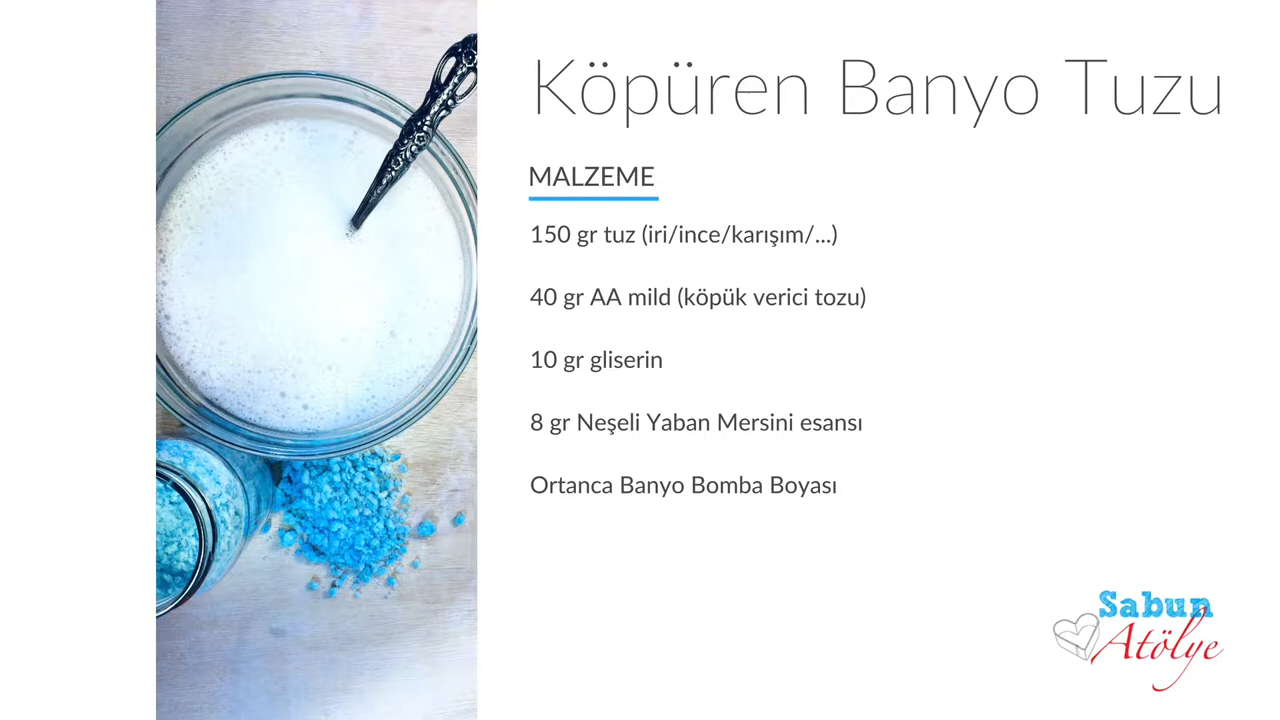 Köpüren Banyo Tuzu
MALZEME
150 gr tuz (iri/ince/karışım/...)
40 gr AA mild (köpük verici tozu)
10 gr gliserin
8 gr Neşeli Yaban Mersini esansı
Ortanca Banyo Bomba Boyası
Sabun
Atölye